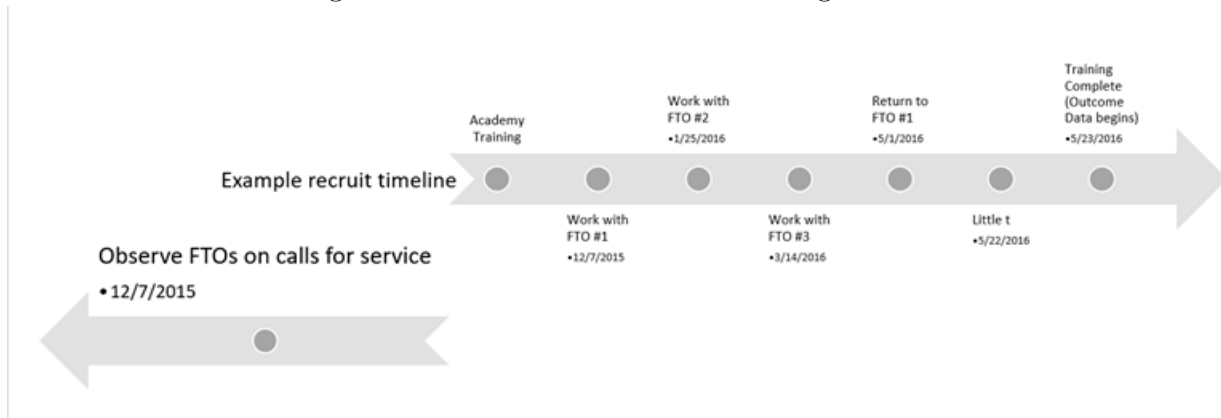 Academy
Training
Work with
FTO #2
•1/25/2016
Return to
FTO #1
•5/1/2016
Training
Complete
(Outcome
Data begins)
•5/23/2016
Example recruit timeline
Work with
FTO #1
•12/7/2015
Work with
FTO #3
•3/14/2016
Little t
•5/22/2016
Observe FTOs on calls for service
•12/7/2015